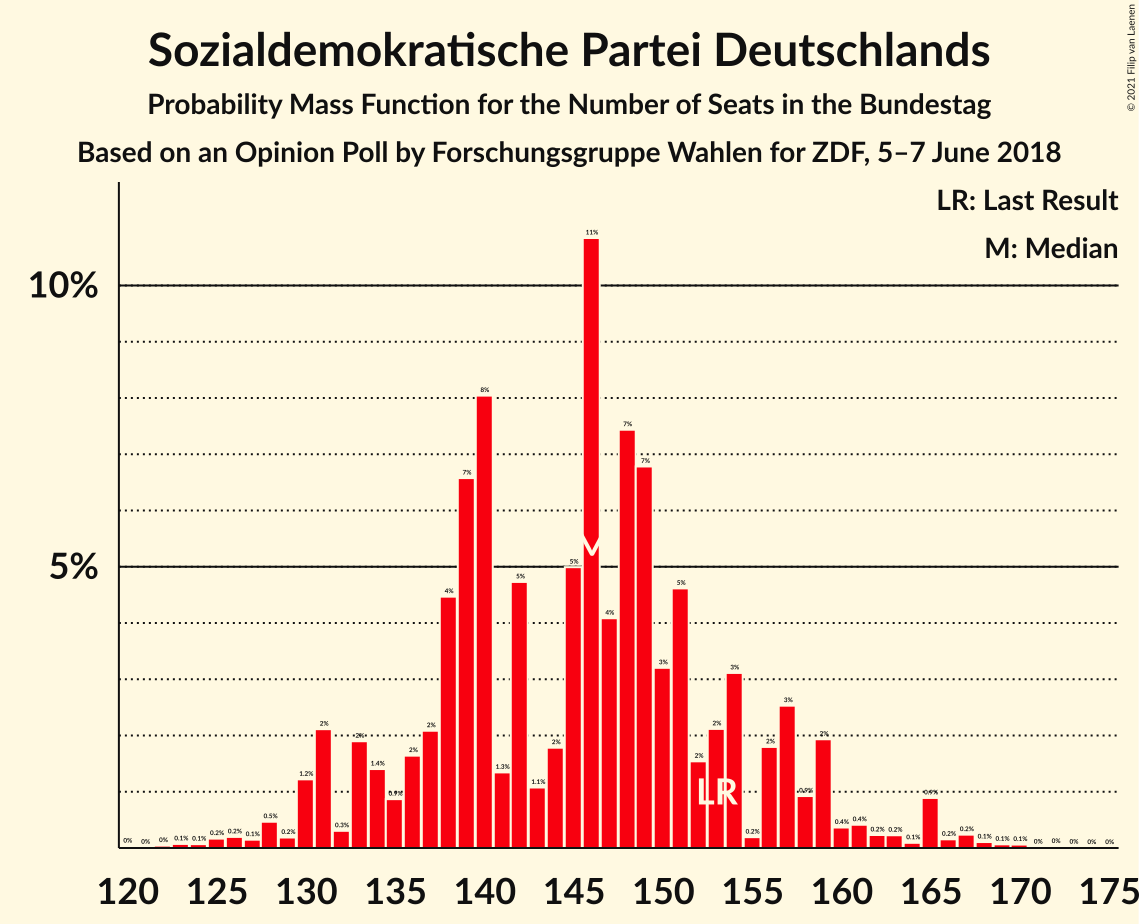 Sozialdemokratische Partei Deutschlands
Probability Mass Function for the Number of Seats in the Bundestag
Based on an Opinion Poll by Forschungsgruppe Wahlen for ZDF, 5–7 June 2018
© 2021 Filip van Laenen
LR: Last Result
M: Median
10%
5%
0% 0% 0% 0.1% 0.1% 0.2% 0.2% 0.1% 0.5% 0.2% 1.2% 2% 0.3% 2% 1.4% 0.9% 2% 2% 4% 7% 8% 1.3% 5% 1.1% 2% 5% 11% 4% 7% 7% 3% 5% 2% 2% 3% 0.2% 2% 3% 0.9% 2% 0.4% 0.4% 0.2% 0.2% 0.1% 0.9% 0.2% 0.2% 0.1% 0.1% 0.1% 0% 0% 0% 0% 0%
M
LR
120 125 130 135 140 145 150 155 160 165 170 175